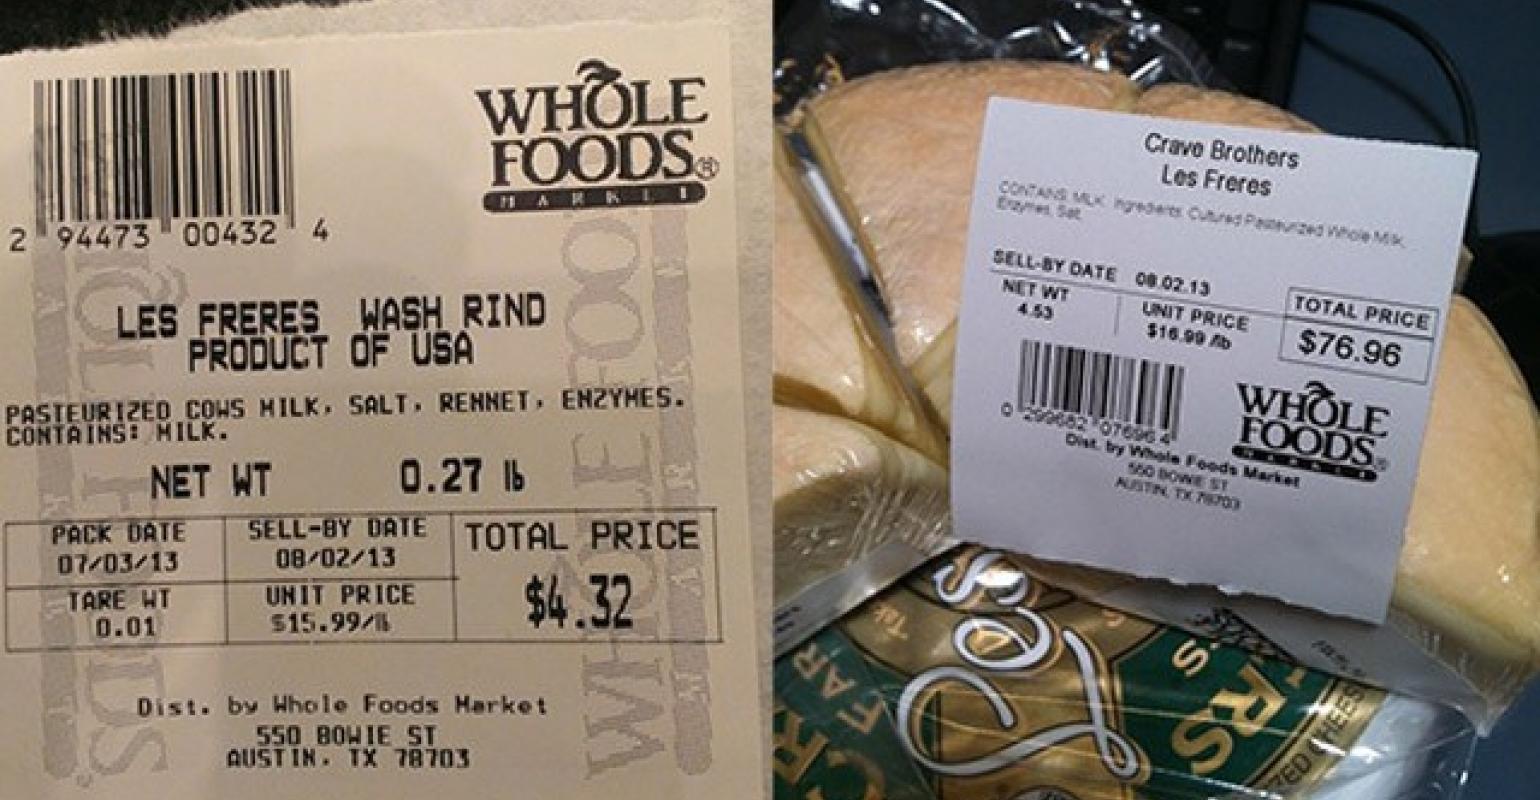 WHOLE
FOODS®
MARKET
2 94473 00432 4
LES FRERES WASH RIND
PRODUCT OF USA
PASTEURIZED COWS MILK, SALT, RENNET, ENZYMES.
CONTAINS: MILK.
NET WT 0.27 lb
PACK DATE SELL-BY DATE TOTAL PRICE
07/03/13 08/02/13
$4.32
TARE WT UNIT PRICE
0.01 $15.99/lb
Dist. by Whole Foods Market
550 BOWIE ST
AUSTIN, TX 78703
WHOLE FOO
Crave Brothers
Les Freres
CONTAINS: MILK. Ingredients: Cultured Pasteurized Whole Milk,
Enzymes, Salt.
SELL-BY DATE 08.02.13
NET WT UNIT PRICE TOTAL PRICE
4.53 $16.99 /lb $76.96
0 299682 07696 4
WHOLE
FOODS®
MARKET
Dist. by Whole Foods Market
550 BOWIE ST
AUSTIN, TX 78703